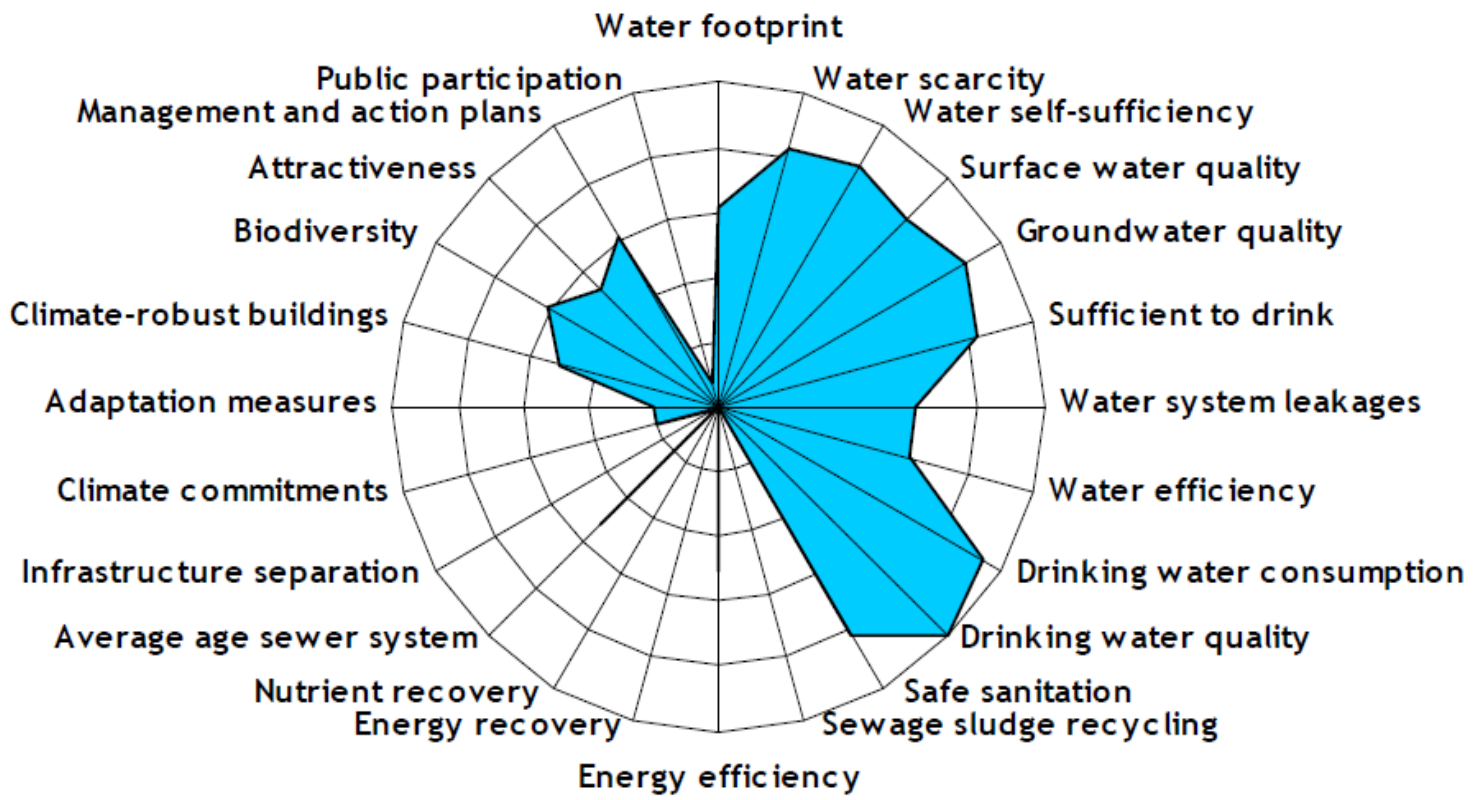 Water footprint
Public participation
Water scarcity
Management and action plans
Water self-sufficiency
Attractiveness
Surface water quality
Biodiversity
Groundwater quality
Climate-robust buildings
Sufficient to drink
Adaptation measures
Water system leakages
Climate commitments
Water efficiency
Infrastructure separation
Drinking water consumption
Average age sewer system
Drinking water quality
Nutrient recovery
Safe sanitation
Energy recovery
Sewage sludge recycling
Energy efficiency